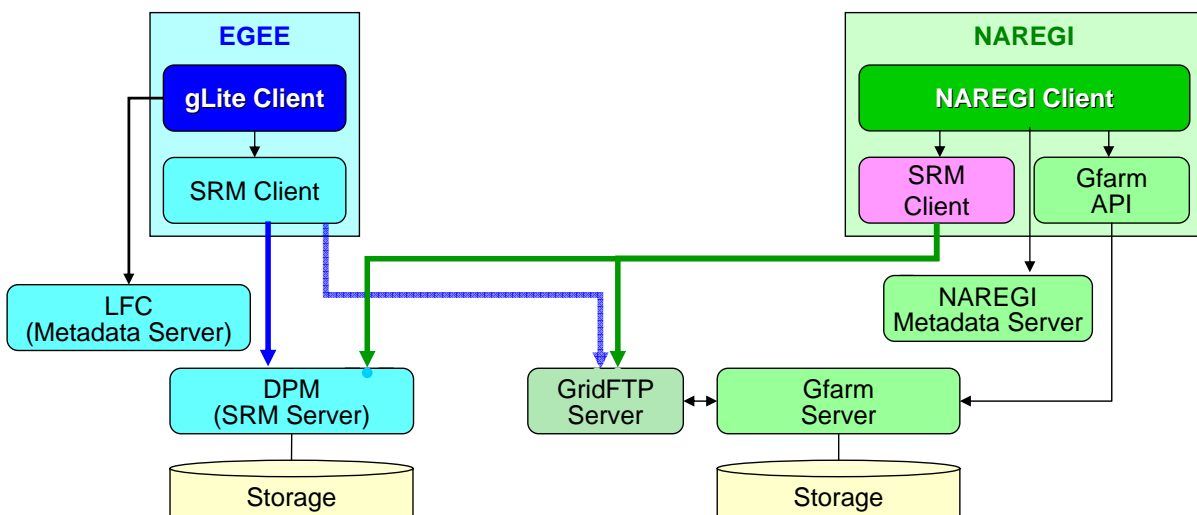 EGEE
NAREGI
gLite Client
NAREGI Client
SRM Client
SRM
Client
Gfarm
API
LFC
(Metadata Server)
NAREGI
Metadata Server
DPM
(SRM Server)
GridFTP
Server
Gfarm
Server
Storage
Storage